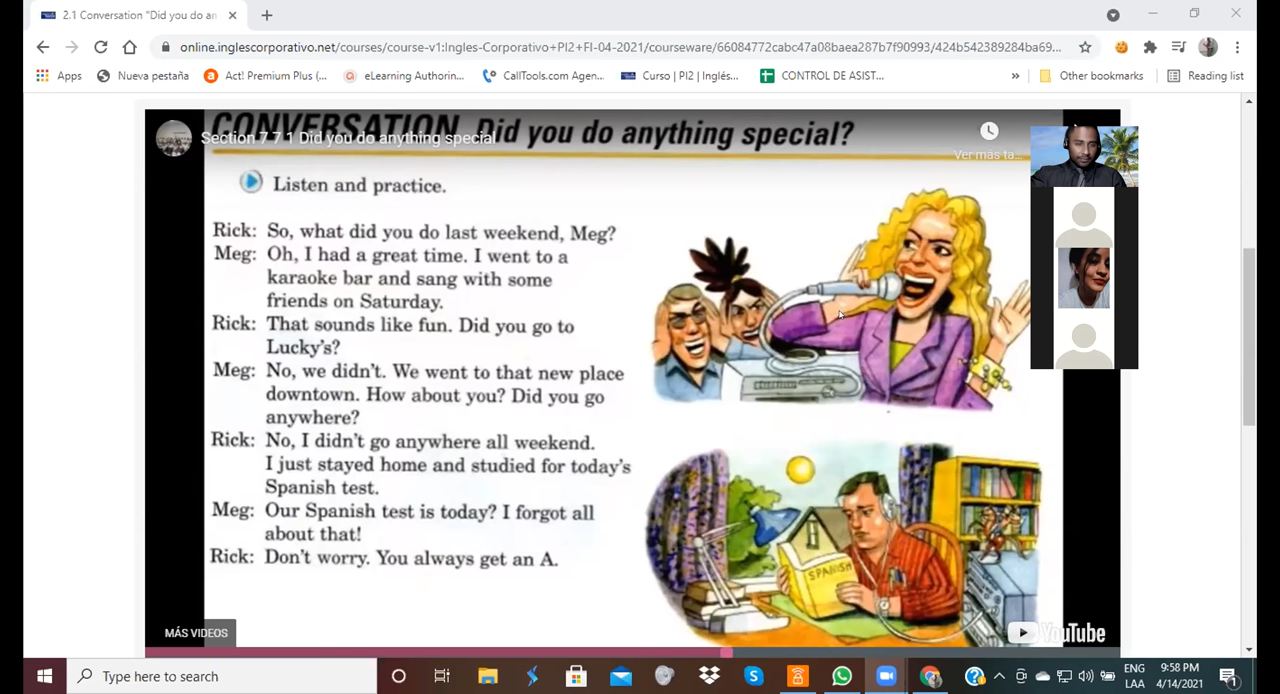 2.1 Conversation "Did you do an
online.inglescorporativo.net/courses/course-v1:Ingles-Corporativo+PI2+FI-04-2021/courseware/66084772cabc47a08baea287b7f90993/424b542389284ba69...
Apps Nueva pestaña Act! Premium Plus (... eLearning Authorin... CallTools.com Agen... Curso | PI2 | Inglés... CONTROL DE ASIST... » Other bookmarks Reading list
CONVERSATION Did you do anything special?
Section 7 7 1 Did you do anything special
Ver más ta...
Listen and practice.
Rick: So, what did you do last weekend, Meg?
Meg: Oh, I had a great time. I went to a
karaoke bar and sang with some
friends on Saturday.
Rick: That sounds like fun. Did you go to
Lucky's?
Meg: No, we didn't. We went to that new place
downtown. How about you? Did you go
anywhere?
Rick: No, I didn't go anywhere all weekend.
I just stayed home and studied for today's
Spanish test.
Meg: Our Spanish test is today? I forgot all
about that!
Rick: Don't worry. You always get an A.
SPANISH
MÁS VIDEOS
YouTube
Type here to search
ENG 9:58 PM
LAA 4/14/2021
1